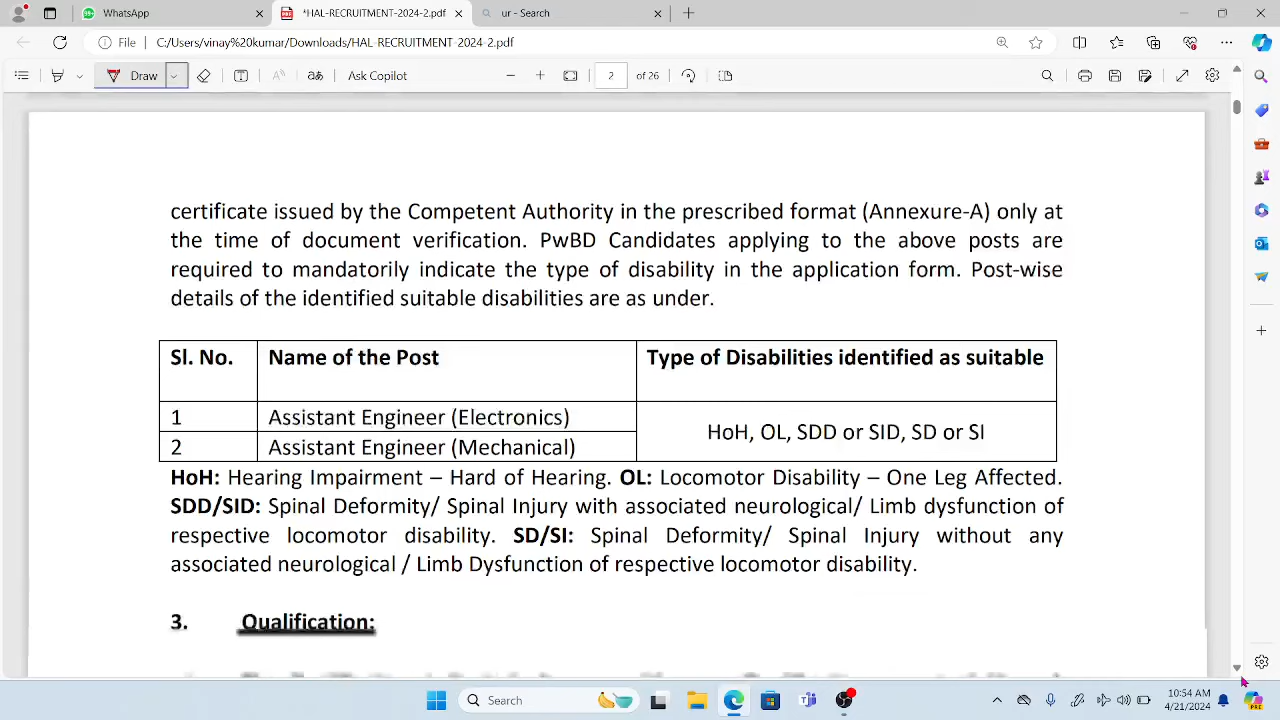 99+ WhatsApp
*HAL-RECRUITMENT-2024-2.pdf
ur - Search
File C:/Users/vinay%20kumar/Downloads/HAL-RECRUITMENT-2024-2.pdf
Draw
Ask Copilot
2 of 26
certificate issued by the Competent Authority in the prescribed format (Annexure-A) only at
the time of document verification. PwBD Candidates applying to the above posts are
required to mandatorily indicate the type of disability in the application form. Post-wise
details of the identified suitable disabilities are as under.
Sl. No. Name of the Post Type of Disabilities identified as suitable
1 Assistant Engineer (Electronics)
HoH, OL, SDD or SID, SD or SI
2 Assistant Engineer (Mechanical)
HoH: Hearing Impairment – Hard of Hearing. OL: Locomotor Disability – One Leg Affected.
SDD/SID: Spinal Deformity/ Spinal Injury with associated neurological/ Limb dysfunction of
respective locomotor disability. SD/SI: Spinal Deformity/ Spinal Injury without any
associated neurological / Limb Dysfunction of respective locomotor disability.
3. Qualification:
Search
10:54 AM
4/21/2024